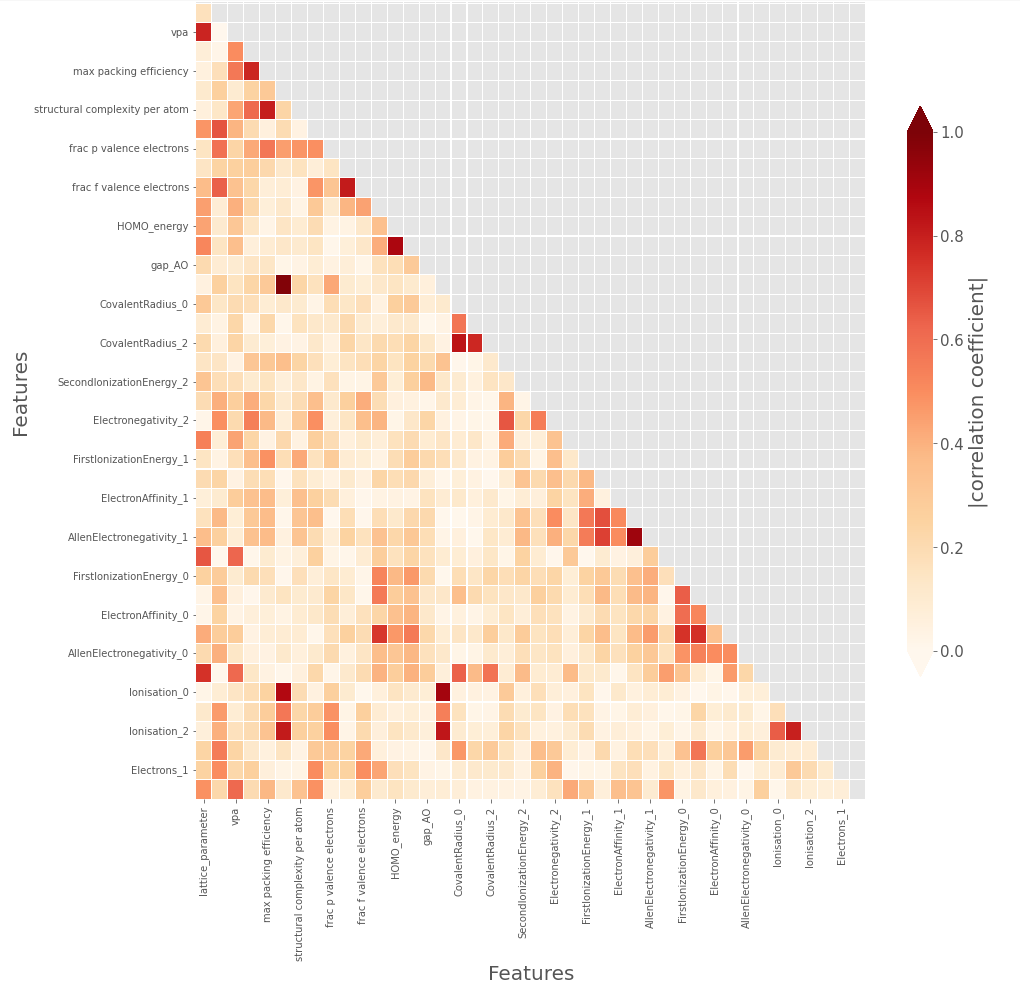 vpa
max packing efficiency
structural complexity per atom
frac p valence electrons
frac f valence electrons
HOMO_energy
gap_AO
CovalentRadius_0
CovalentRadius_2
SecondIonizationEnergy_2
Electronegativity_2
FirstIonizationEnergy_1
ElectronAffinity_1
AllenElectronegativity_1
FirstIonizationEnergy_0
ElectronAffinity_0
AllenElectronegativity_0
Ionisation_0
Ionisation_2
Electrons_1
Features
lattice_parameter
vpa
max packing efficiency
structural complexity per atom
frac p valence electrons
frac f valence electrons
HOMO_energy
gap_AO
CovalentRadius_0
CovalentRadius_2
SecondIonizationEnergy_2
Electronegativity_2
FirstIonizationEnergy_1
ElectronAffinity_1
AllenElectronegativity_1
FirstIonizationEnergy_0
ElectronAffinity_0
AllenElectronegativity_0
Ionisation_0
Ionisation_2
Electrons_1
Features
1.0
0.8
0.6
0.4
0.2
0.0
|correlation coefficient|